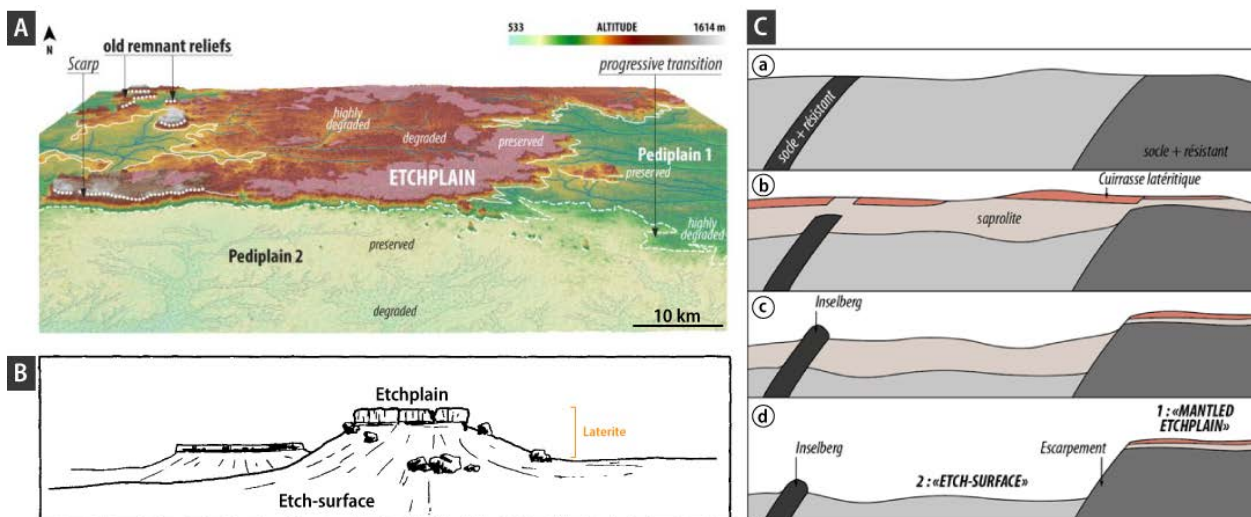 A
N
old remnant reliefs
Scarp
533 ALTITUDE 1614 m
progressive transition
highly
degraded
degraded
preserved
ETCHPLAIN
Pediplain 1
preserved
highly
degraded
preserved
Pediplain 2
degraded
10 km
B
Etchplain
Laterite
Etch-surface
C
a
socle + résistant
socle + résistant
b
Cuirrasse latéritique
saprolite
c
Inselberg
d
1 : «MANTLED
ETCHPLAIN»
Inselberg
Escarpement
2 : «ETCH-SURFACE»